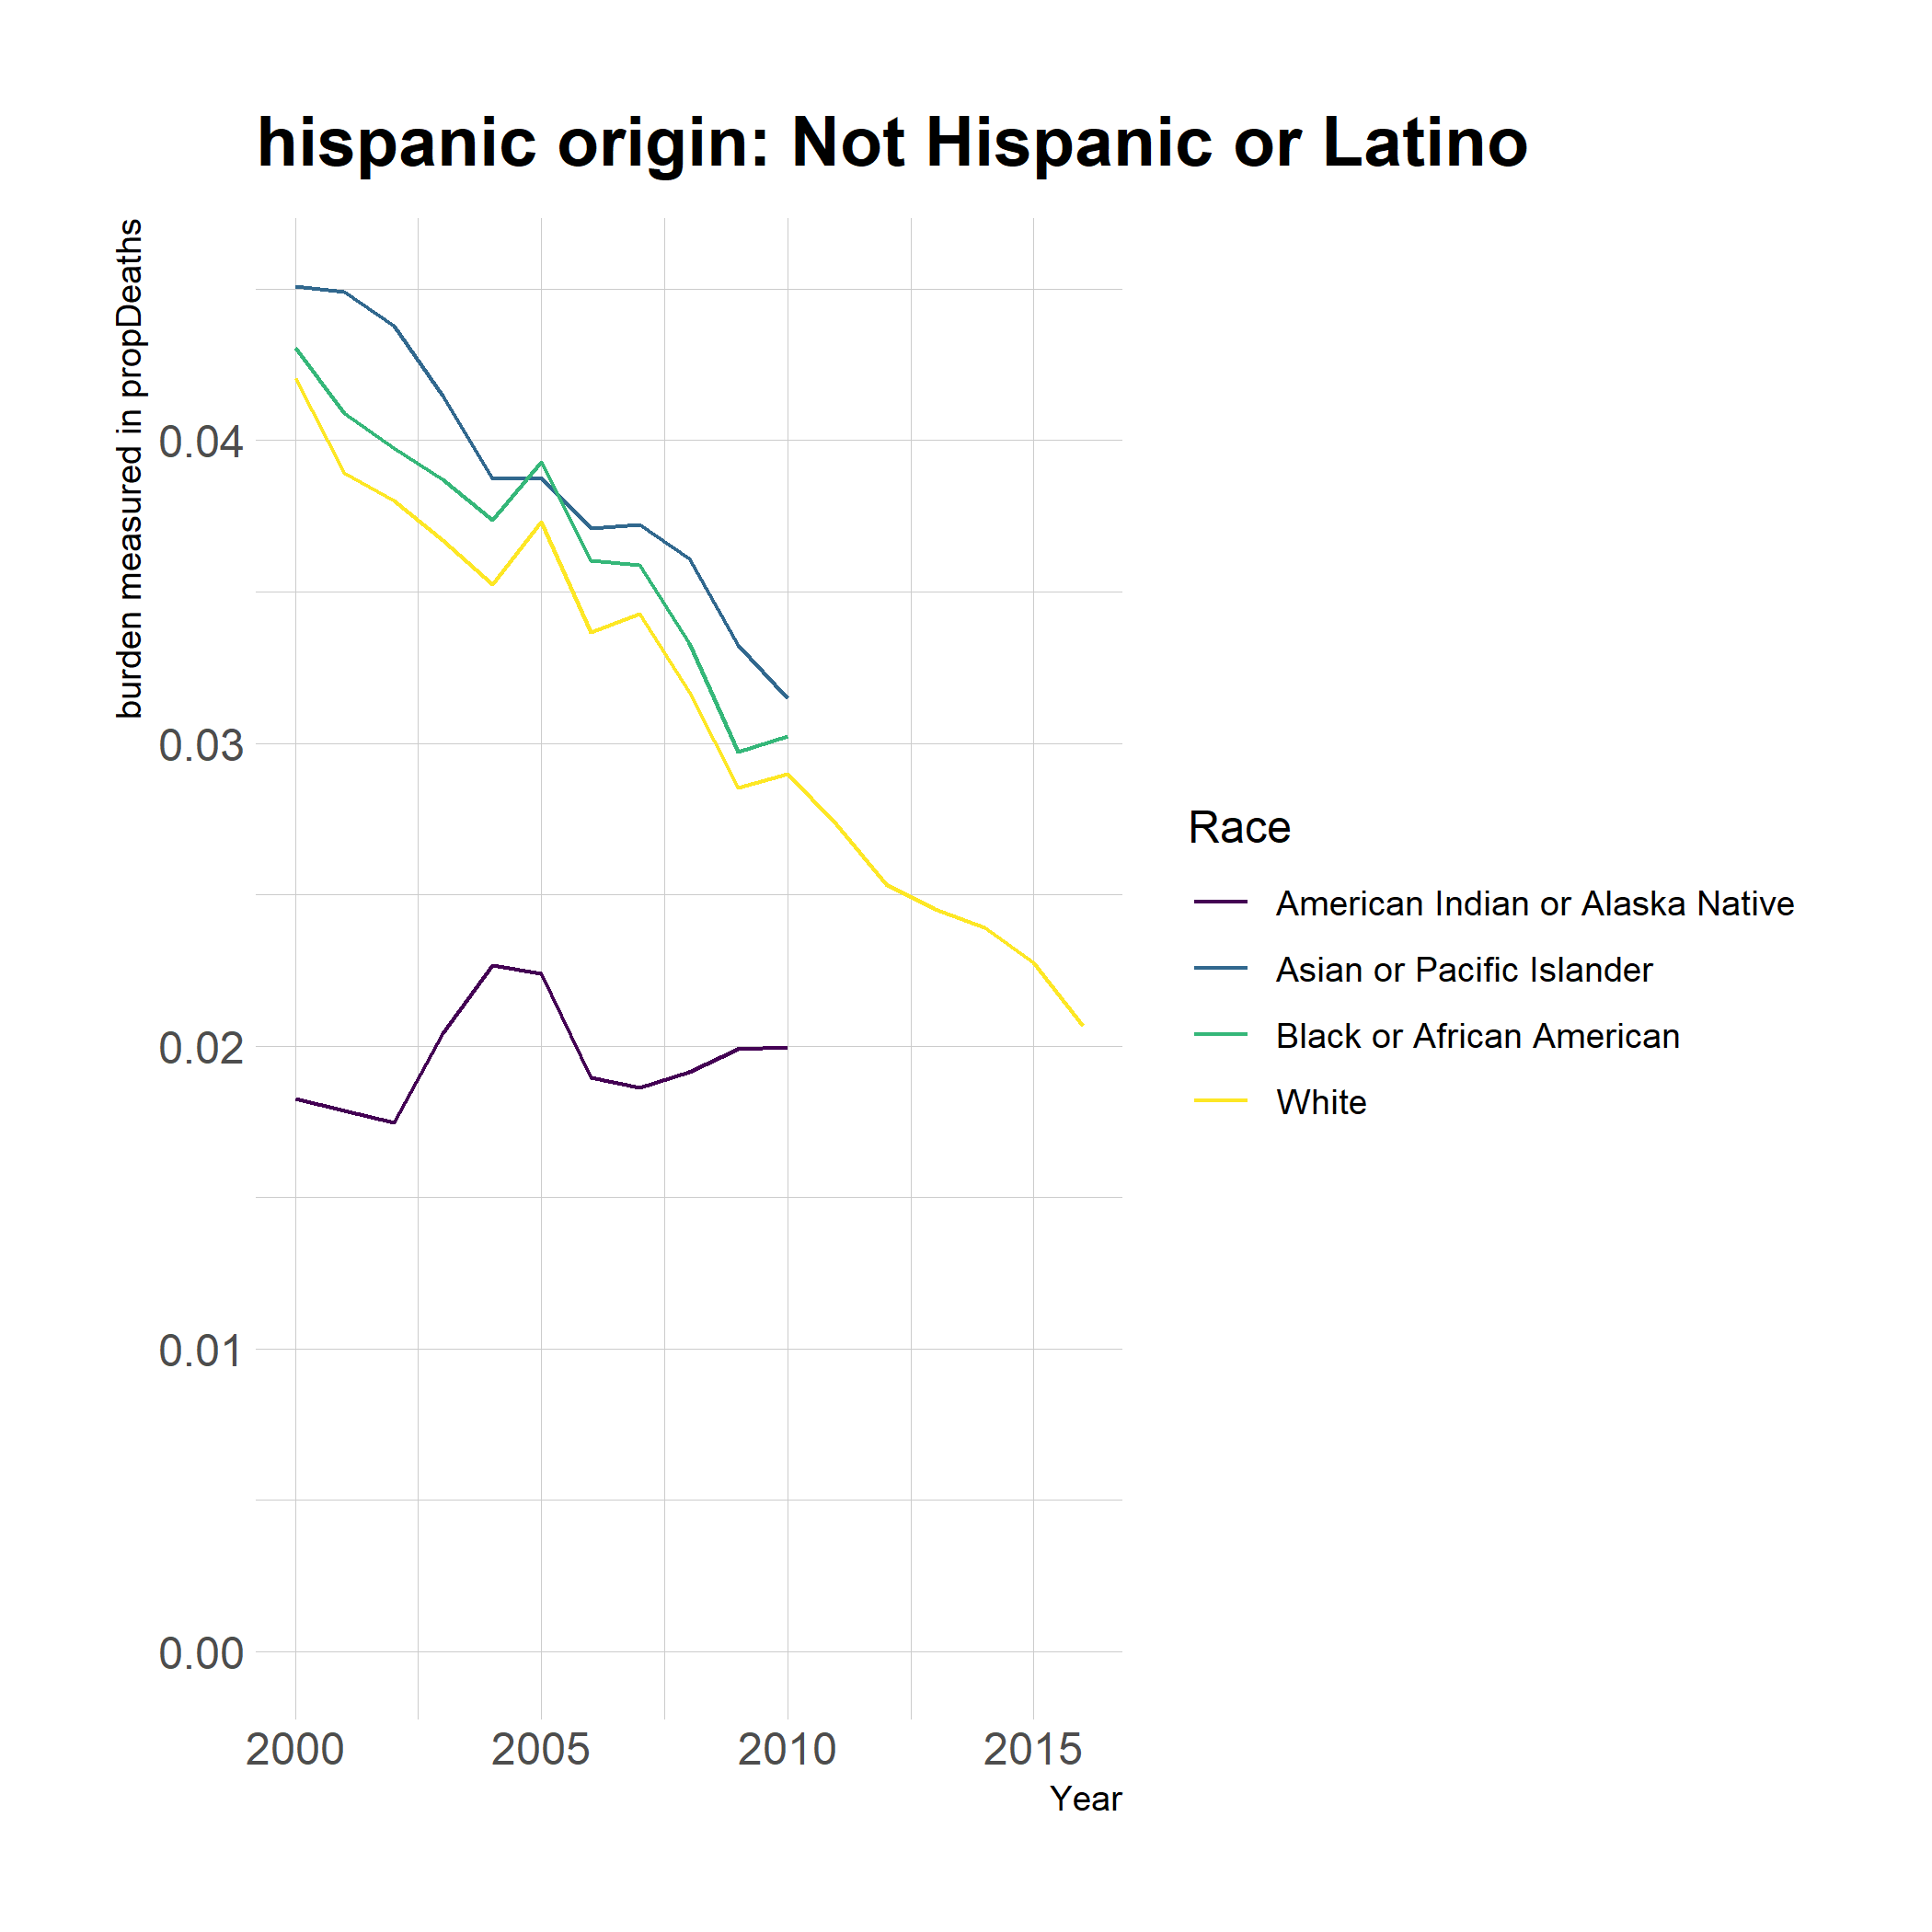 hispanic origin: Not Hispanic or Latino
burden measured in propDeaths
0.04
0.03
0.02
0.01
0.00
2000 2005 2010 2015
Year
Race
American Indian or Alaska Native
Asian or Pacific Islander
Black or African American
White